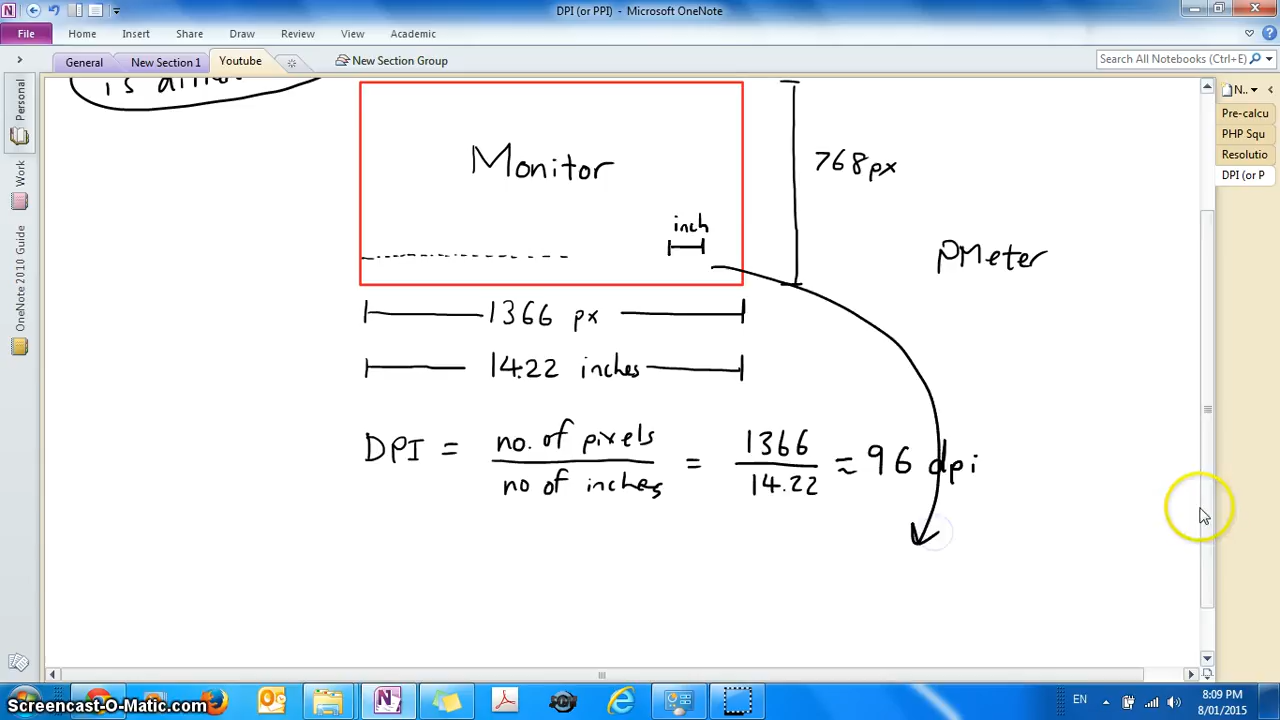 DPI (or PPI) - Microsoft OneNote
File Home Insert Share Draw Review View Academic
General New Section 1 Youtube New Section Group
Search All Notebooks (Ctrl+E)
N..
Personal
Work
OneNote 2010 Guide
Pre-calcu
PHP Squ
Resolutio
DPI (or P
is
Monitor
inch
768px
pMeter
1366 px
14.22 inches
DPI = no. of pixels / no of inches = 1366 / 14.22 ≈ 96 dpi
EN
8:09 PM
8/01/2015
Screencast-O-Matic.com